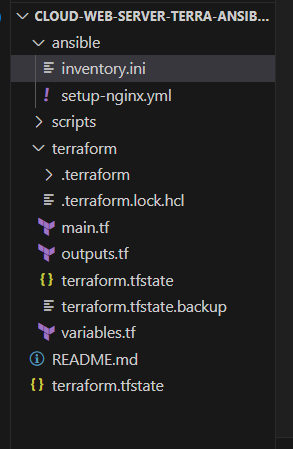 CLOUD-WEB-SERVER-TERRA-ANSIB...
ansible
inventory.ini
! setup-nginx.yml
scripts
terraform
.terraform
.terraform.lock.hcl
main.tf
outputs.tf
{} terraform.tfstate
terraform.tfstate.backup
variables.tf
README.md
{} terraform.tfstate